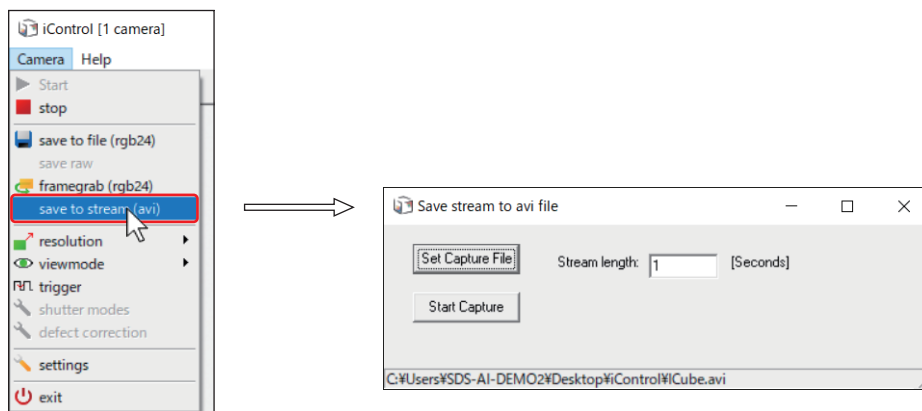 iControl [1 camera]
Camera Help
Start
stop
save to file (rgb24)
save raw
framegrab (rgb24)
save to stream (avi)
resolution
viewmode
trigger
shutter modes
defect correction
settings
exit
Save stream to avi file
Set Capture File
Stream length: 1 [Seconds]
Start Capture
C:¥Users¥SDS-AI-DEMO2¥Desktop¥iControl¥ICube.avi